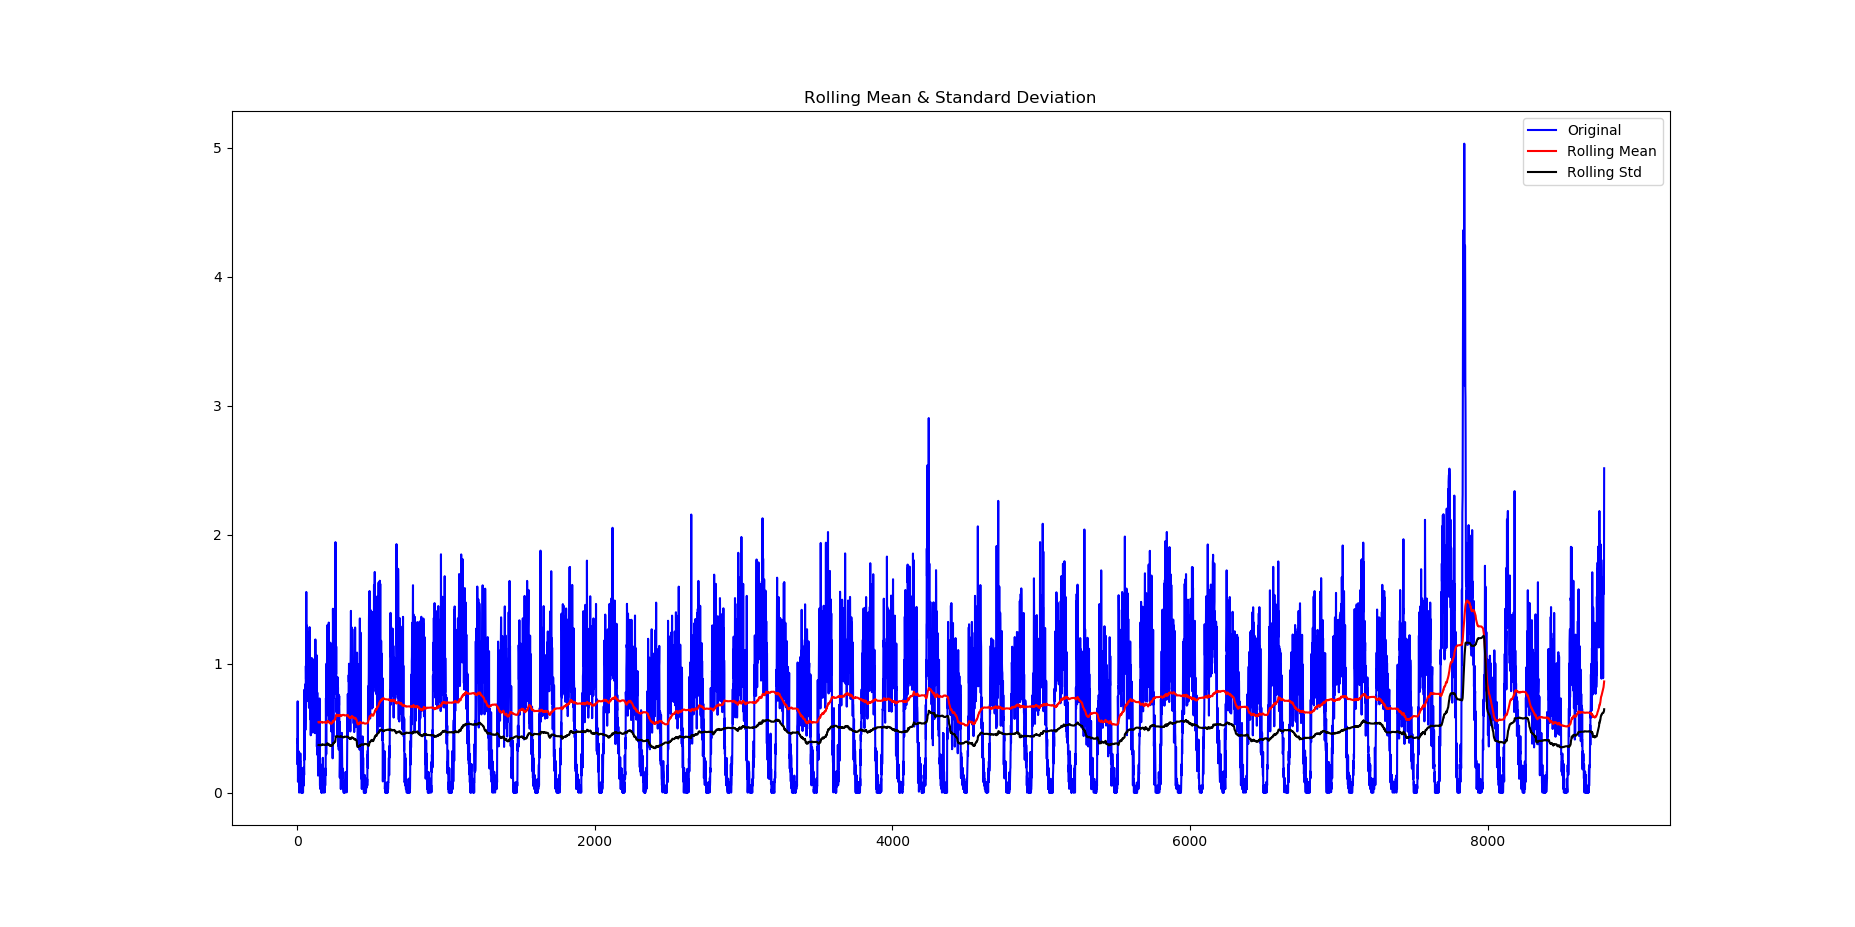 Rolling Mean & Standard Deviation
Original
Rolling Mean
Rolling Std
5
4
3
2
1
0
0 2000 4000 6000 8000